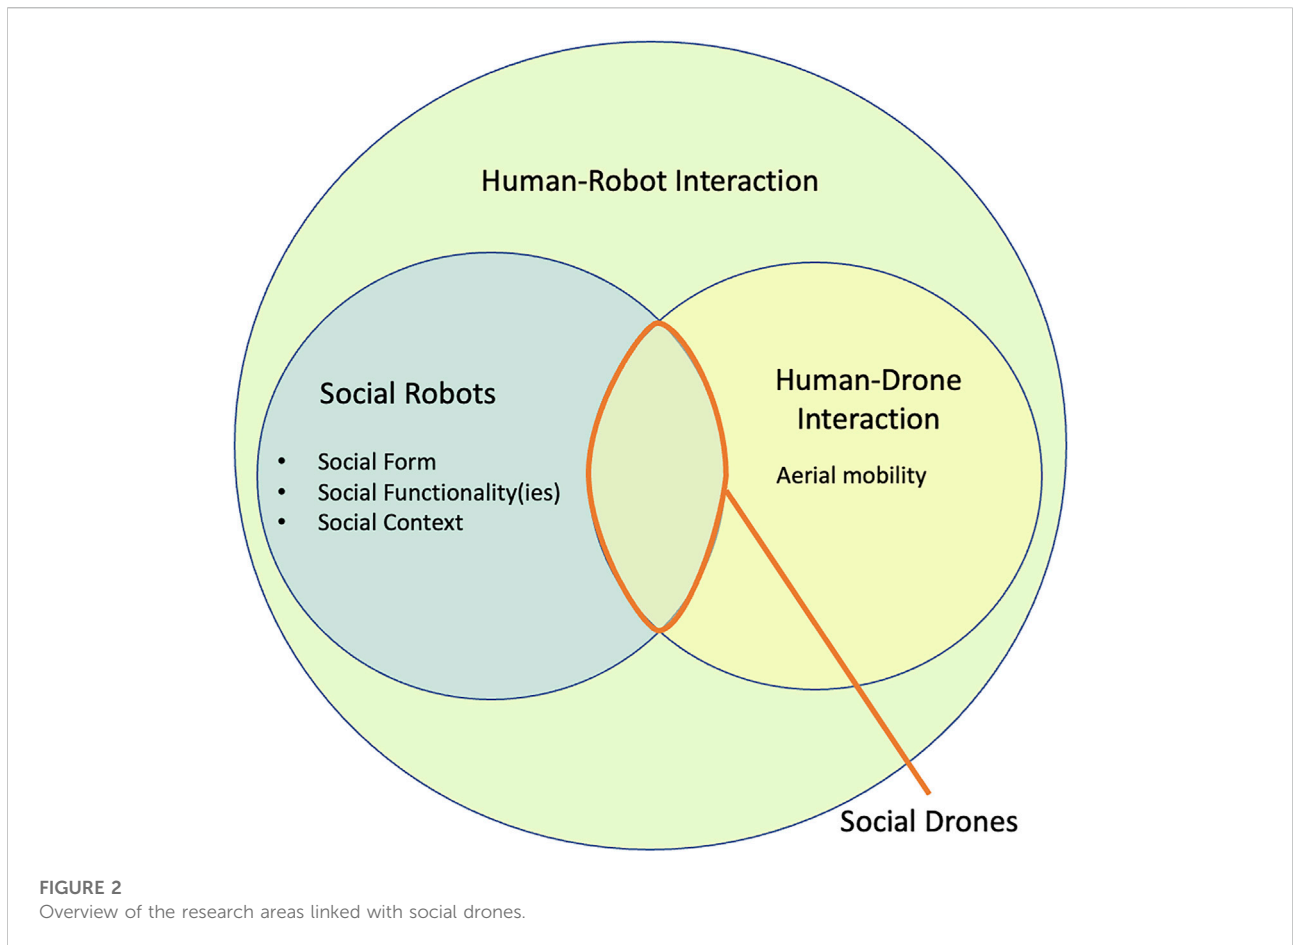 Human-Robot Interaction
Social Robots
• Social Form
• Social Functionality(ies)
• Social Context
Human-Drone
Interaction
Aerial mobility
Social Drones
FIGURE 2
Overview of the research areas linked with social drones.